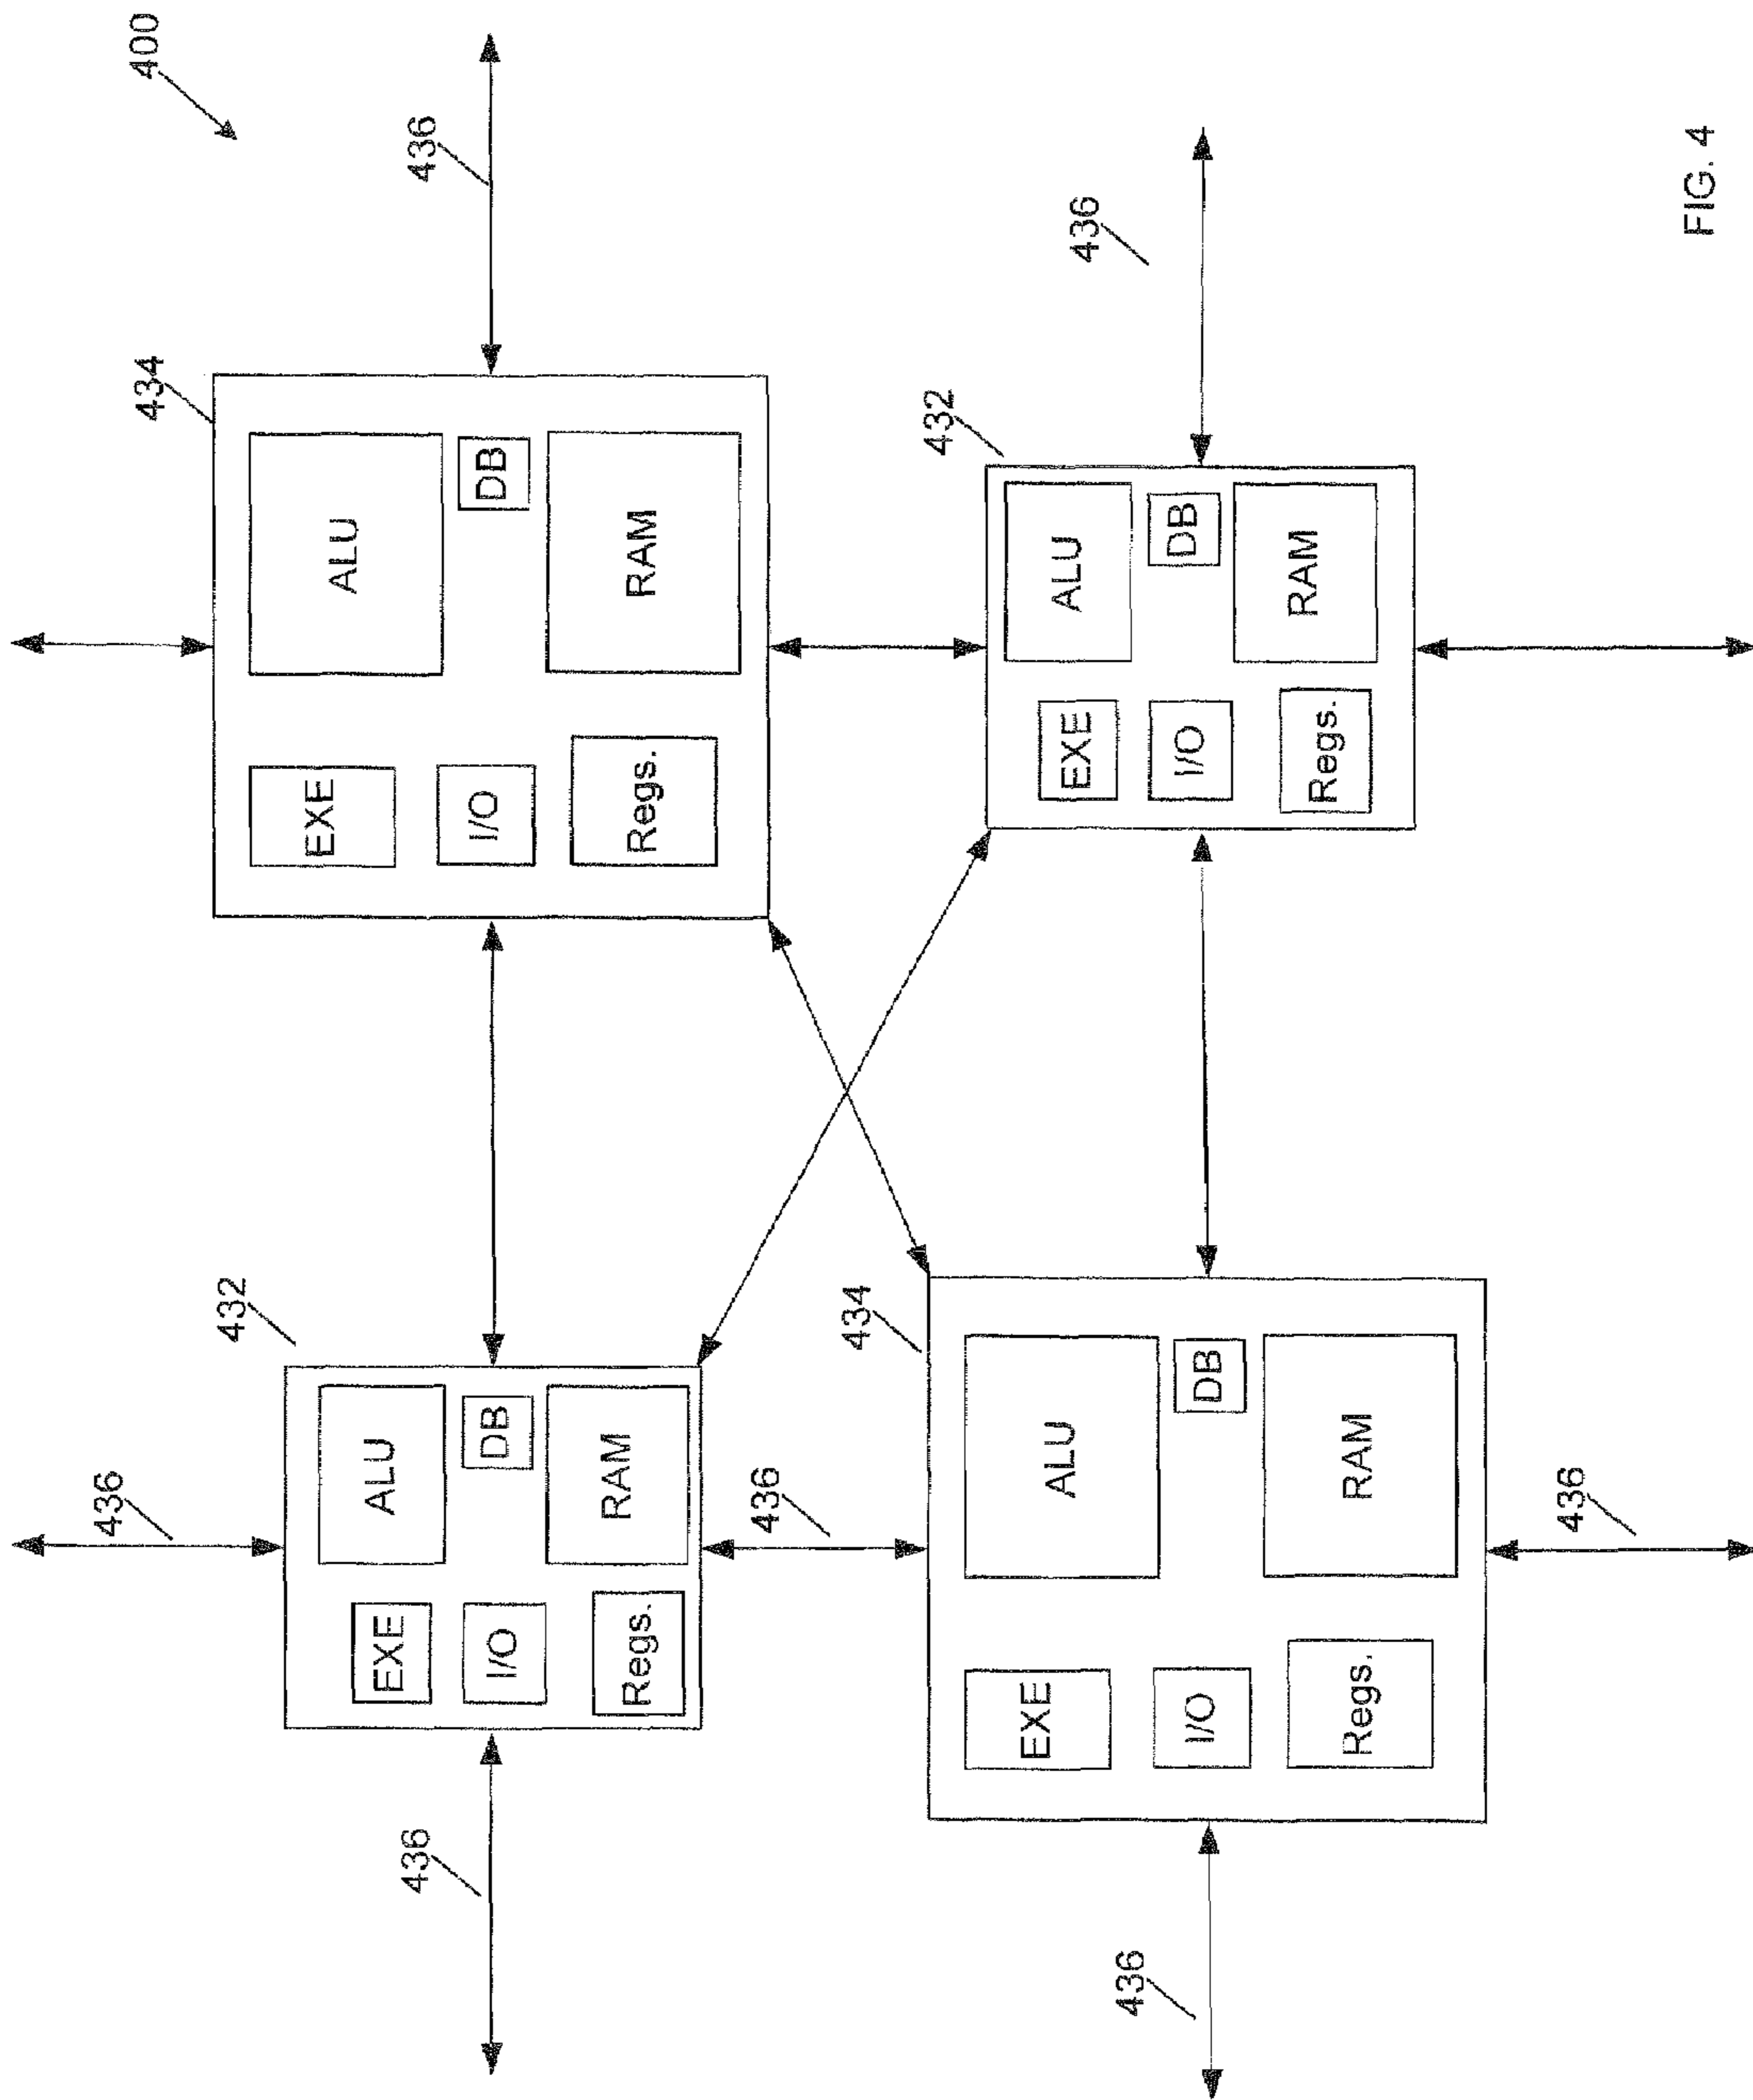 400
436
434
432
EXE
ALU
I/O
DB
Regs.
RAM
EXE
ALU
I/O
DB
Regs.
RAM
436
436
436
434
432
EXE
ALU
I/O
DB
Regs.
RAM
EXE
ALU
I/O
DB
Regs.
RAM
436
436
436
FIG. 4